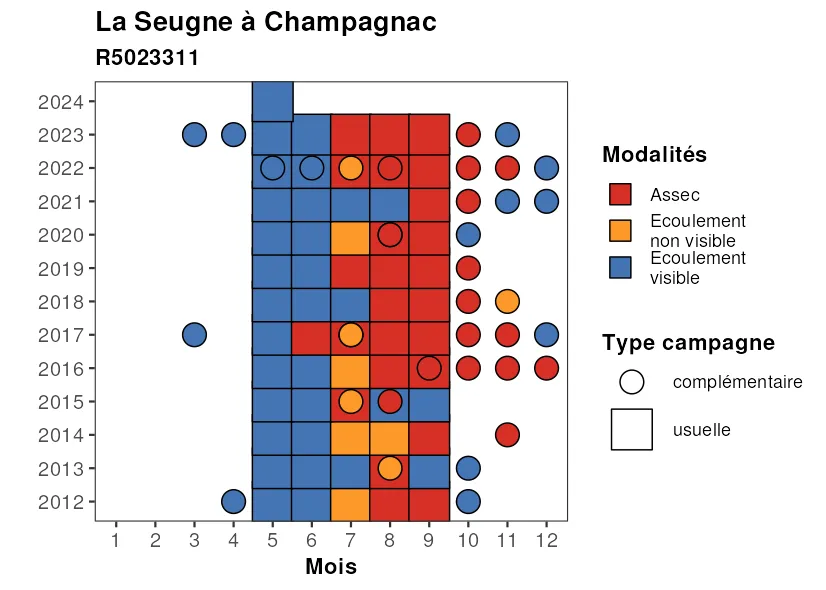 La Seugne à Champagnac
R5023311
2024
2023
2022
2021
2020
2019
2018
2017
2016
2015
2014
2013
2012
1 2 3 4 5 6 7 8 9 10 11 12
Mois
Modalités
Assec
Ecoulement
non visible
Ecoulement
visible
Type campagne
complémentaire
usuelle